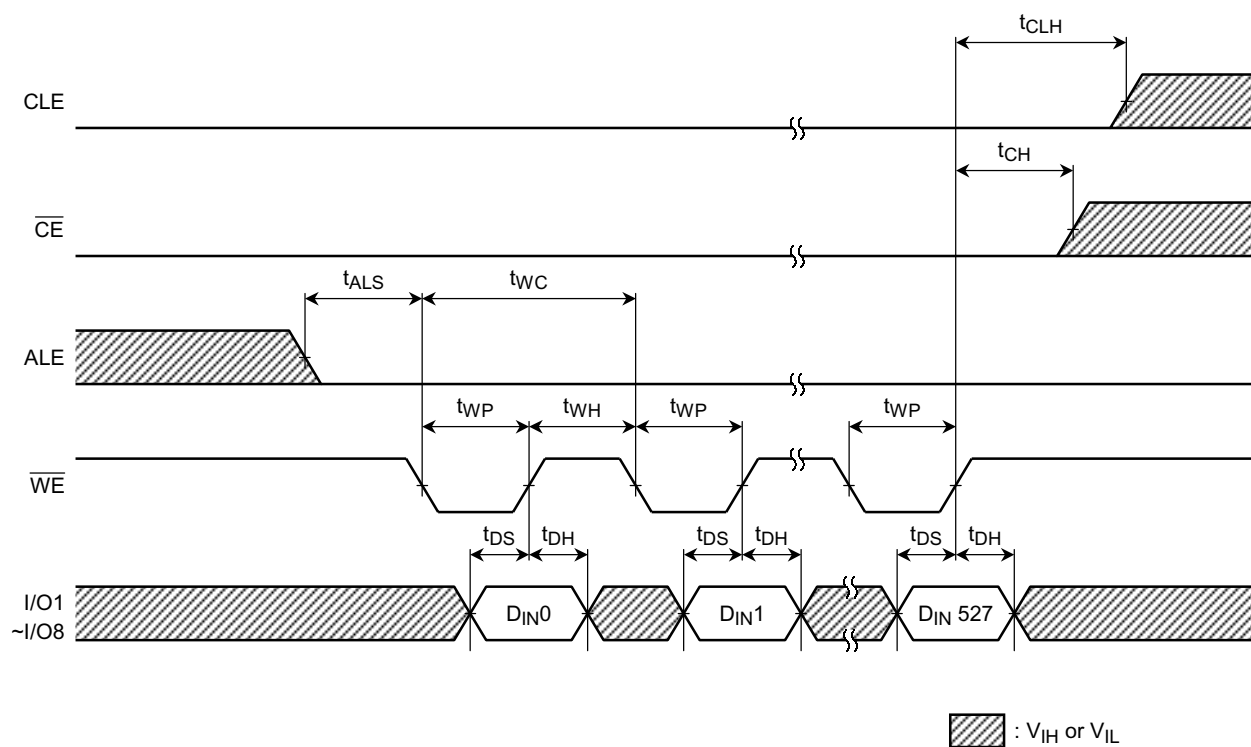 tCLH
CLE
tCH
CE
tALS
tWC
ALE
tWP
tWH
tWP
tWP
WE
tDS
tDH
tDS
tDH
tDS
tDH
I/O1
~I/O8
DIN0
DIN1
DIN 527
: VIH or VIL